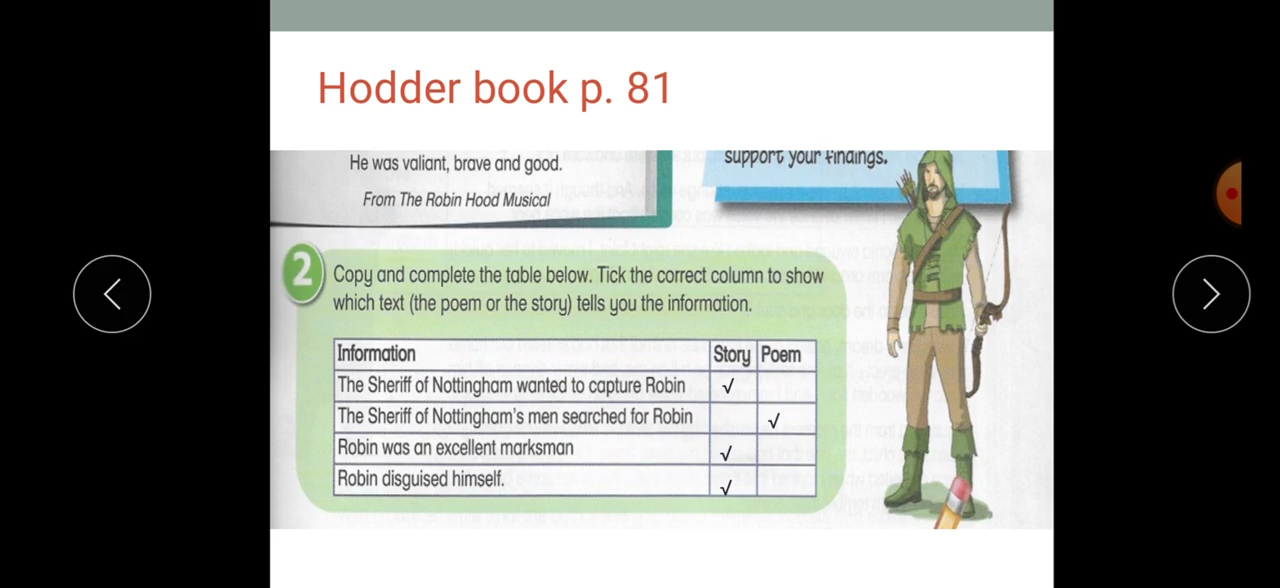 Hodder book p. 81
He was valiant, brave and good.
From The Robin Hood Musical
support your findings.
2
Copy and complete the table below. Tick the correct column to show
which text (the poem or the story) tells you the information.
Information Story Poem
The Sheriff of Nottingham wanted to capture Robin √
The Sheriff of Nottingham's men searched for Robin √
Robin was an excellent marksman √
Robin disguised himself. √